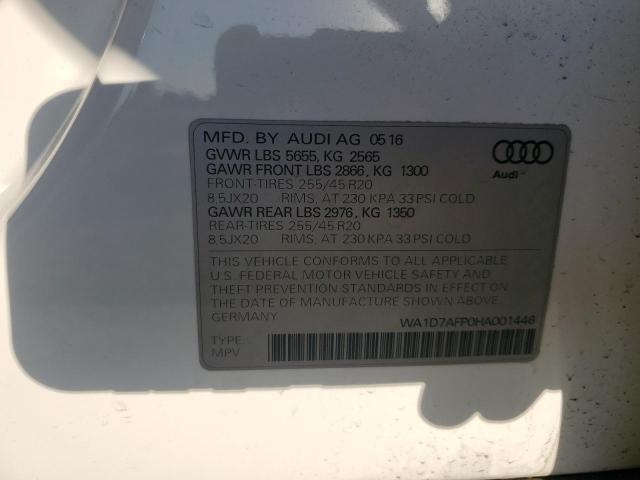 MFD. BY AUDI AG 05 16
GVWR LBS 5655, KG 2565
GAWR FRONT LBS 2866, KG 1300
FRONT-TIRES 255/45 R20
8,5JX20 RIMS, AT 230 KPA 33 PSI COLD
GAWR REAR LBS 2976, KG 1350
REAR-TIRES 255/45 R20
8,5JX20 RIMS, AT 230 KPA 33 PSI COLD
Audi
THIS VEHICLE CONFORMS TO ALL APPLICABLE
U.S. FEDERAL MOTOR VEHICLE SAFETY AND
THEFT PREVENTION STANDARDS IN EFFECT ON
THE DATE OF MANUFACTURE SHOWN ABOVE.
GERMANY
WA1D7AFP0HA001446
TYPE:
MPV